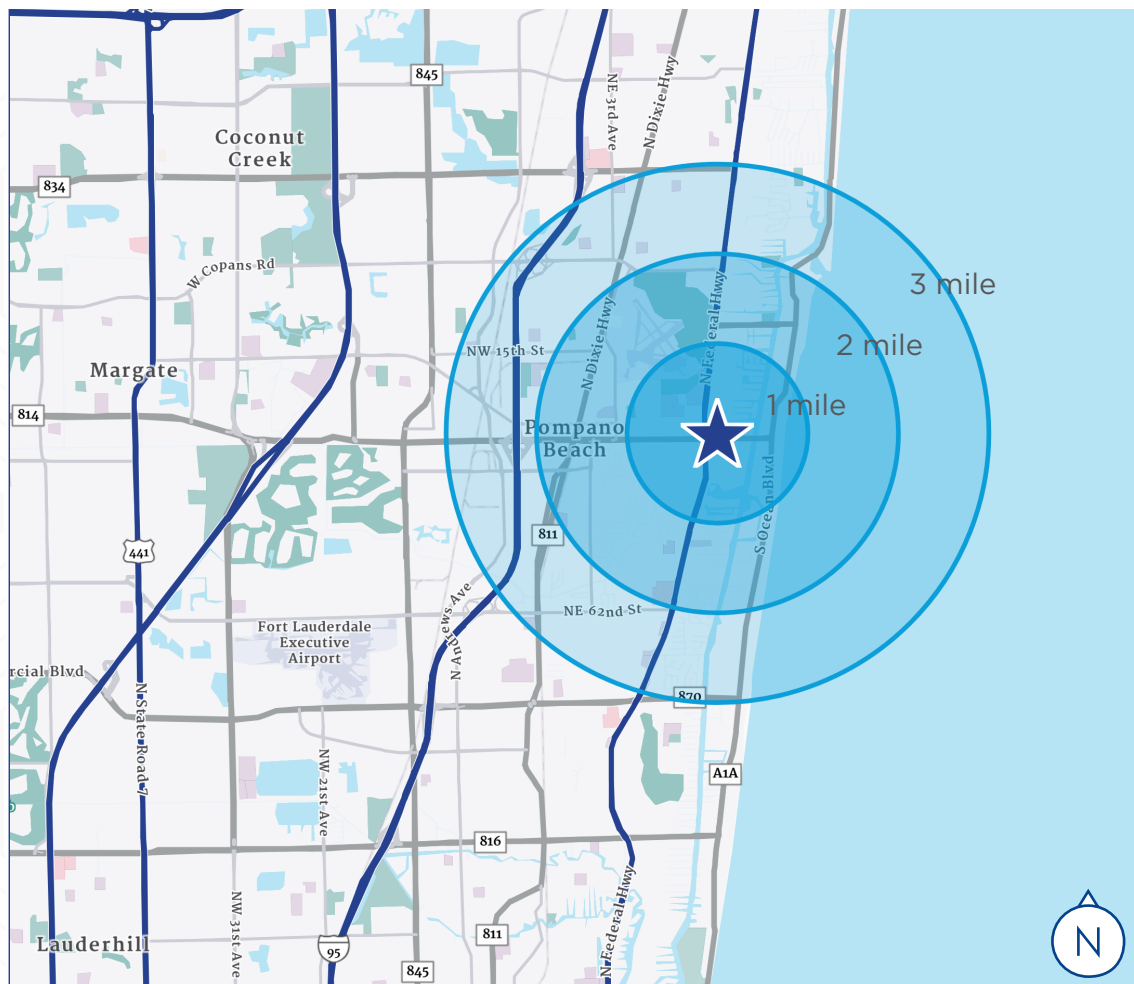 845
NE 3rd Ave
N Dixie Hwy
Coconut
Creek
834
W Copans Rd
3 mile
N Federal Hwy
N Dixie Hwy
2 mile
NW 15th St
Margate
1 mile
814
Pompano
Beach
S Ocean Blvd
811
441
N Andrews Ave
NE 62nd St
Fort Lauderdale
Executive
Airport
rcial Blvd
870
N State Road 7
NW 21st Ave
A1A
816
N Federal Hwy
NW 31st Ave
811
Lauderhill
95
845
N